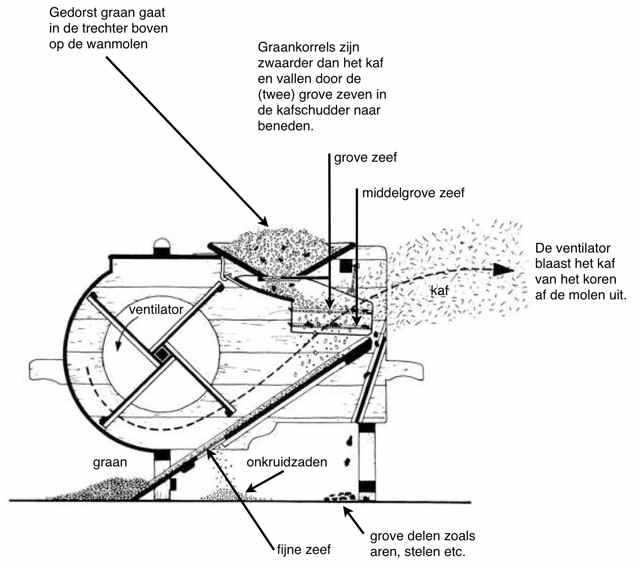 Gedorst graan gaat
in de trechter boven
op de wanmolen
Graankorrels zijn
zwaarder dan het kaf
en vallen door de
(twee) grove zeven in
de kafschudder naar
beneden.
grove zeef
middelgrove zeef
De ventilator
blaast het kaf
van het koren
af de molen uit.
kaf
ventilator
graan
onkruidzaden
fijne zeef
grove delen zoals
aren, stelen etc.